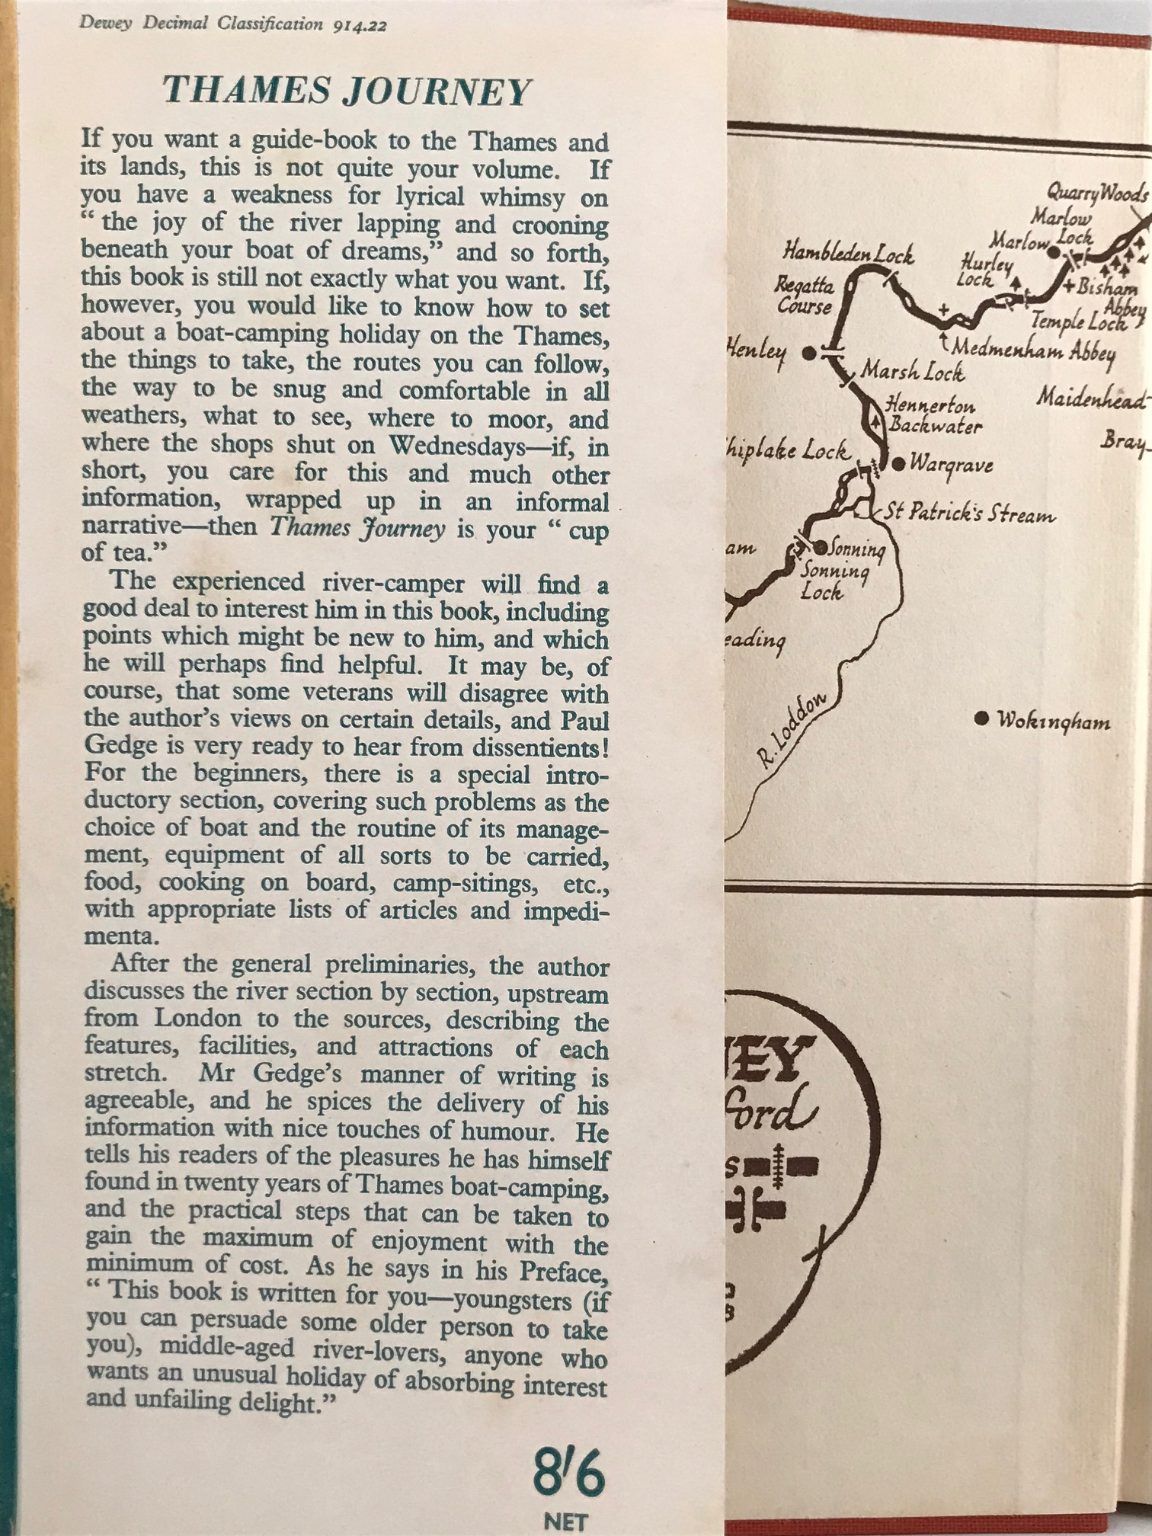 Dewey Decimal Classification 914.22
THAMES JOURNEY
If you want a guide-book to the Thames and
its lands, this is not quite your volume. If
you have a weakness for lyrical whimsy on
“ the joy of the river lapping and crooning
beneath your boat of dreams,” and so forth,
this book is still not exactly what you want. If,
however, you would like to know how to set
about a boat-camping holiday on the Thames,
the things to take, the routes you can follow,
the way to be snug and comfortable in all
weathers, what to see, where to moor, and
where the shops shut on Wednesdays—if, in
short, you care for this and much other
information, wrapped up in an informal
narrative—then Thames Journey is your “ cup
of tea.”
The experienced river-camper will find a
good deal to interest him in this book, including
points which might be new to him, and which
he will perhaps find helpful. It may be, of
course, that some veterans will disagree with
the author’s views on certain details, and Paul
Gedge is very ready to hear from dissentients!
For the beginners, there is a special intro-
ductory section, covering such problems as the
choice of boat and the routine of its manage-
ment, equipment of all sorts to be carried,
food, cooking on board, camp-sitings, etc.,
with appropriate lists of articles and impedi-
menta.
After the general preliminaries, the author
discusses the river section by section, upstream
from London to the sources, describing the
features, facilities, and attractions of each
stretch. Mr Gedge’s manner of writing is
agreeable, and he spices the delivery of his
information with nice touches of humour. He
tells his readers of the pleasures he has himself
found in twenty years of Thames boat-camping,
and the practical steps that can be taken to
gain the maximum of enjoyment with the
minimum of cost. As he says in his Preface,
“ This book is written for you—youngsters (if
you can persuade some older person to take
you), middle-aged river-lovers, anyone who
wants an unusual holiday of absorbing interest
and unfailing delight.”
8/6
NET
Quarry Woods
Marlow
Lock
Marlow
Hambleden Lock
Hurley
Lock
Regatta
Course
Bisham
Abbey
Temple Lock
Henley
Medmenham Abbey
Marsh Lock
Maidenhead
Hennerton
Backwater
Bray
hiplake Lock
Wargrave
St Patrick's Stream
am
Sonning
Sonning
Lock
eading
R. Loddon
Wokingham
EY
ford
S